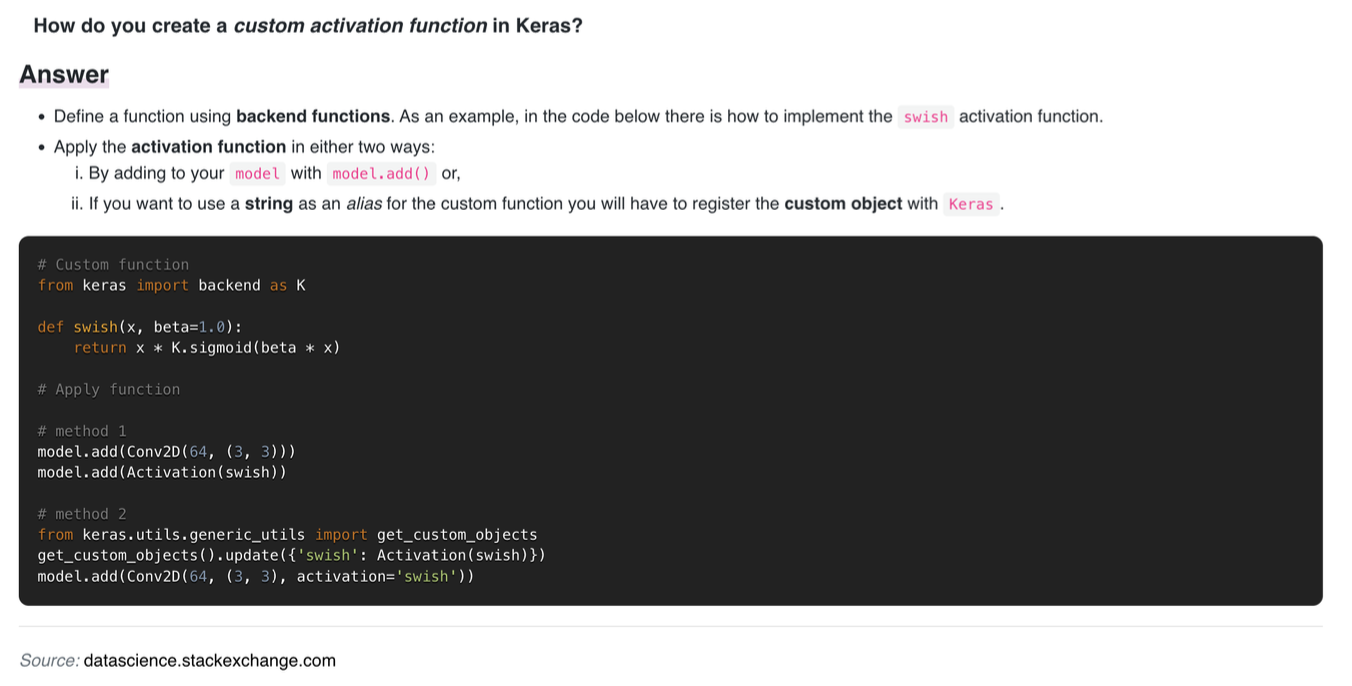 How do you create a custom activation function in Keras?
Answer
• Define a function using backend functions. As an example, in the code below there is how to implement the swish activation function.
• Apply the activation function in either two ways:
i. By adding to your model with model.add() or,
ii. If you want to use a string as an alias for the custom function you will have to register the custom object with Keras .
# Custom function
from keras import backend as K
def swish(x, beta=1.0):
    return x * K.sigmoid(beta * x)
# Apply function
# method 1
model.add(Conv2D(64, (3, 3)))
model.add(Activation(swish))
# method 2
from keras.utils.generic_utils import get_custom_objects
get_custom_objects().update({'swish': Activation(swish)})
model.add(Conv2D(64, (3, 3), activation='swish'))
Source: datascience.stackexchange.com